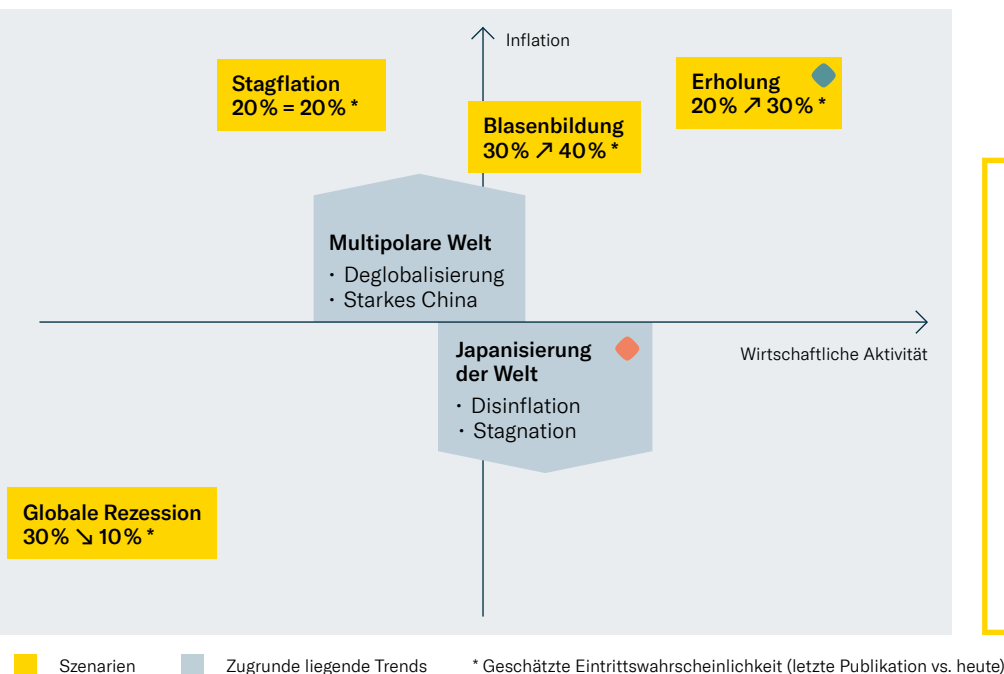 Inflation
Stagflation
20% = 20% *
Erholung
20% ↗ 30% *
Blasenbildung
30% ↗ 40% *
Multipolare Welt
· Deglobalisierung
· Starkes China
Wirtschaftliche Aktivität
Japanisierung
der Welt
· Disinflation
· Stagnation
Globale Rezession
30% ↘ 10% *
Szenarien
Zugrunde liegende Trends
* Geschätzte Eintrittswahrscheinlichkeit (letzte Publikation vs. heute)